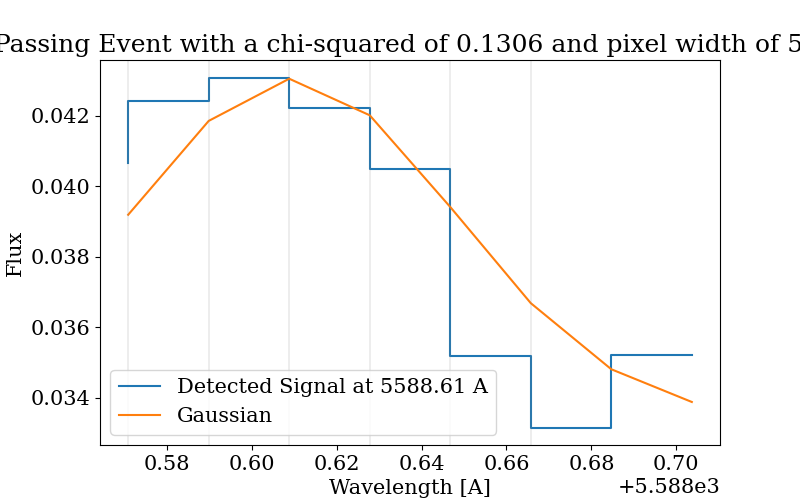 Passing Event with a chi-squared of 0.1306 and pixel width of 5
Flux
0.042
0.040
0.038
0.036
0.034
Detected Signal at 5588.61 A
Gaussian
0.58 0.60 0.62 0.64 0.66 0.68 0.70
Wavelength [A]
+5.588e3